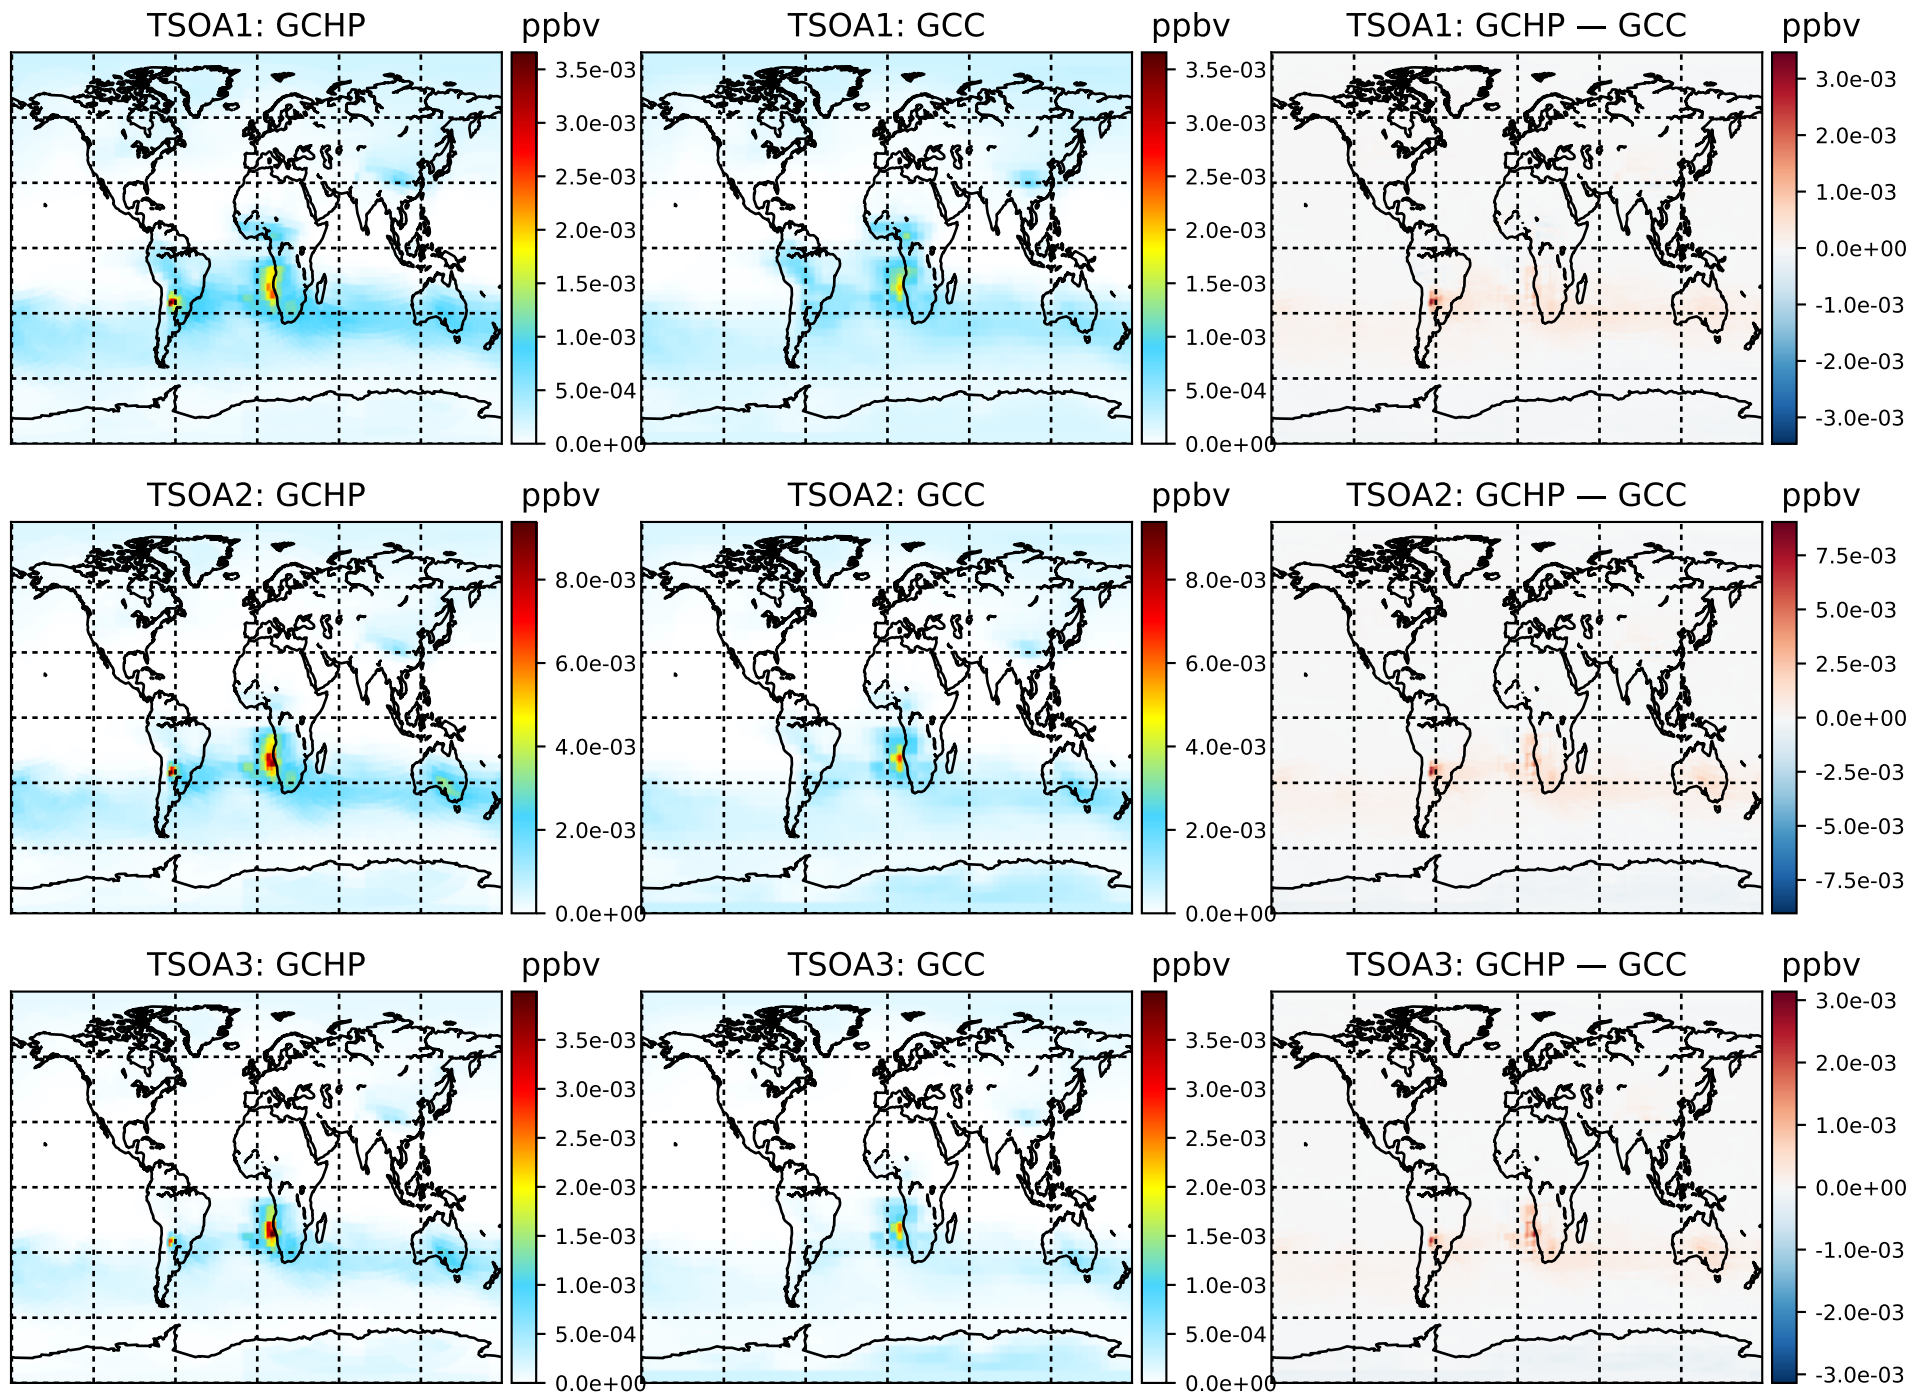 TSOA1: GCHP ppbv TSOA1: GCC ppbv TSOA1: GCHP — GCC ppbv
3.5e-03
3.0e-03
2.5e-03
2.0e-03
1.5e-03
1.0e-03
5.0e-04
0.0e+00
3.5e-03
3.0e-03
2.5e-03
2.0e-03
1.5e-03
1.0e-03
5.0e-04
0.0e+00
3.0e-03
2.0e-03
1.0e-03
0.0e+00
-1.0e-03
-2.0e-03
-3.0e-03
TSOA2: GCHP ppbv TSOA2: GCC ppbv TSOA2: GCHP — GCC ppbv
8.0e-03
6.0e-03
4.0e-03
2.0e-03
0.0e+00
8.0e-03
6.0e-03
4.0e-03
2.0e-03
0.0e+00
7.5e-03
5.0e-03
2.5e-03
0.0e+00
-2.5e-03
-5.0e-03
-7.5e-03
TSOA3: GCHP ppbv TSOA3: GCC ppbv TSOA3: GCHP — GCC ppbv
3.5e-03
3.0e-03
2.5e-03
2.0e-03
1.5e-03
1.0e-03
5.0e-04
0.0e+00
3.5e-03
3.0e-03
2.5e-03
2.0e-03
1.5e-03
1.0e-03
5.0e-04
0.0e+00
3.0e-03
2.0e-03
1.0e-03
0.0e+00
-1.0e-03
-2.0e-03
-3.0e-03